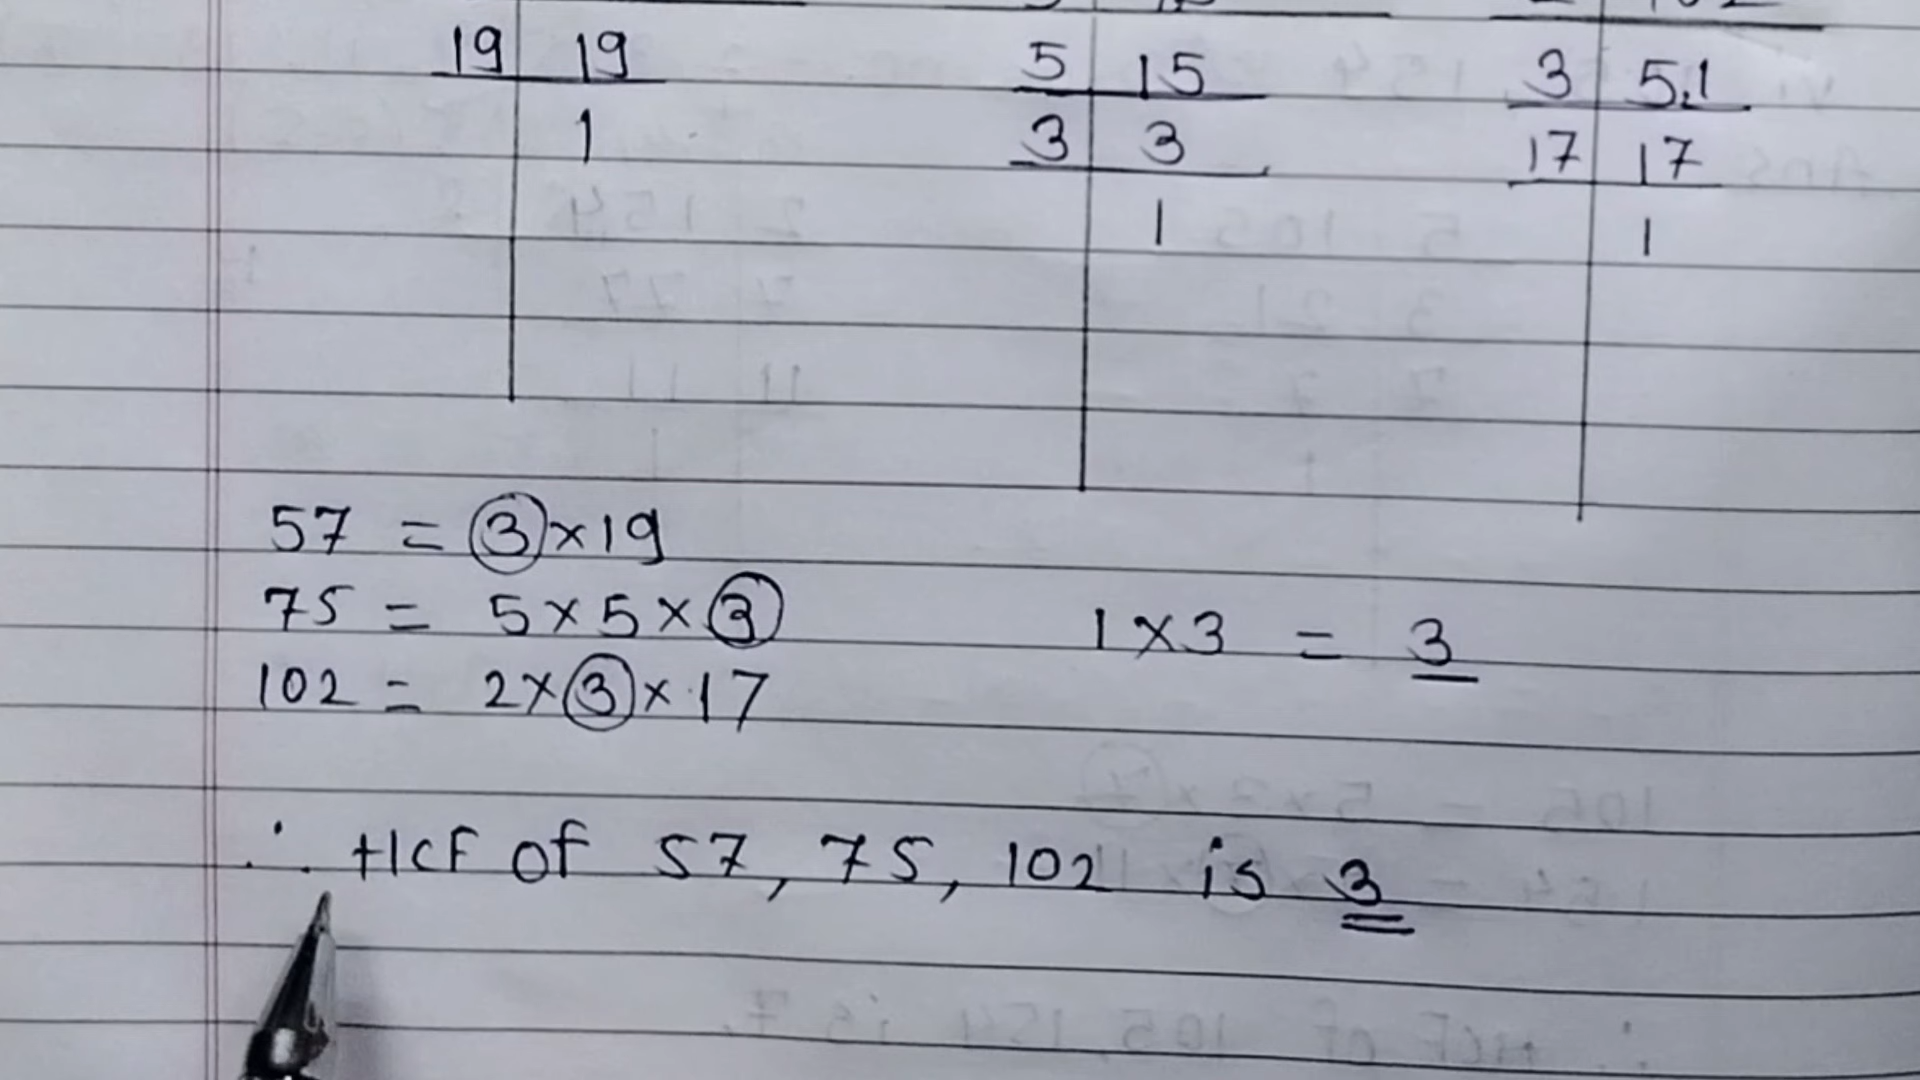 19 | 19 5 | 15 3 | 51
1 3 | 3 17 | 17
1 1
57 = 3 × 19
75 = 5 × 5 × 3 1 × 3 = 3
102 = 2 × 3 × 17
∴ HCF of 57, 75, 102 is 3